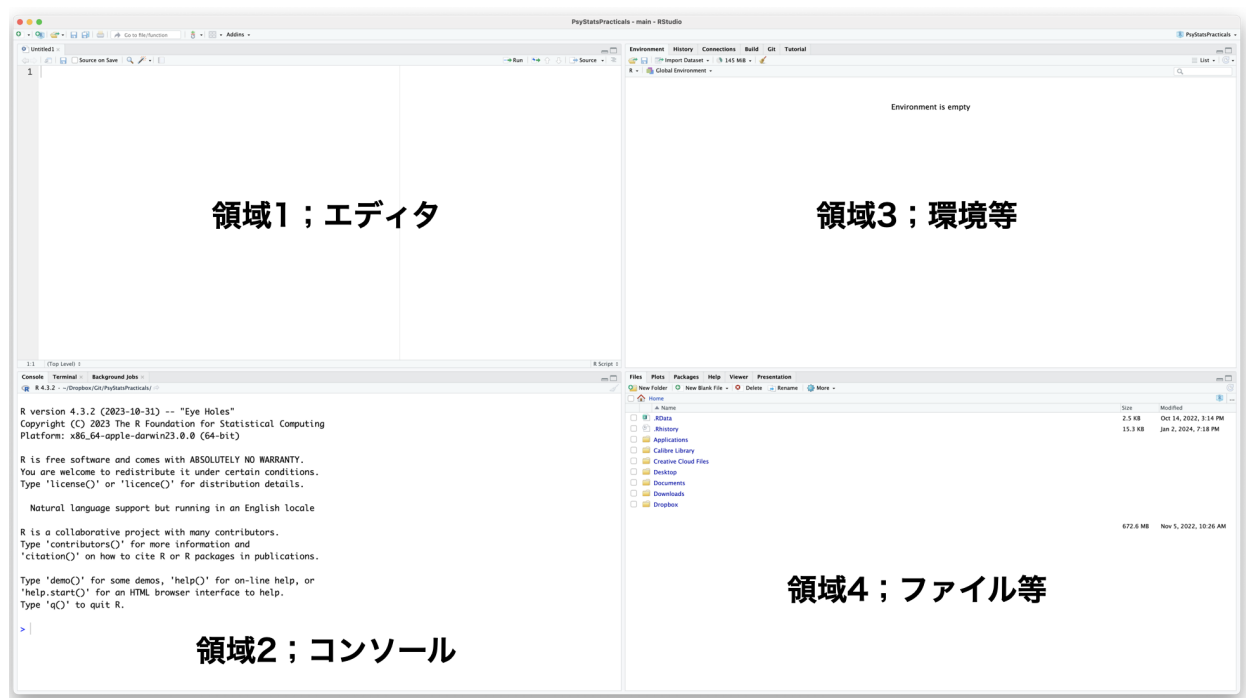 PsyStatsPracticals - main - RStudio
Go to file/function Addins
PsyStatsPracticals
Untitled1
Source on Save Run Source
1
領域1；エディタ
1:1 (Top Level) R Script
Console Terminal Background Jobs
R 4.3.2 · ~/Dropbox/Git/PsyStatsPracticals/
R version 4.3.2 (2023-10-31) -- "Eye Holes"
Copyright (C) 2023 The R Foundation for Statistical Computing
Platform: x86_64-apple-darwin23.0.0 (64-bit)
R is free software and comes with ABSOLUTELY NO WARRANTY.
You are welcome to redistribute it under certain conditions.
Type 'license()' or 'licence()' for distribution details.
Natural language support but running in an English locale
R is a collaborative project with many contributors.
Type 'contributors()' for more information and
'citation()' on how to cite R or R packages in publications.
Type 'demo()' for some demos, 'help()' for on-line help, or
'help.start()' for an HTML browser interface to help.
Type 'q()' to quit R.
>
領域2；コンソール
Environment History Connections Build Git Tutorial
Import Dataset 145 MiB List
R Global Environment
Environment is empty
領域3；環境等
Files Plots Packages Help Viewer Presentation
New Folder New Blank File Delete Rename More
Home
Name Size Modified
.RData 2.5 KB Oct 14, 2022, 3:14 PM
.Rhistory 15.3 KB Jan 2, 2024, 7:18 PM
Applications
Calibre Library
Creative Cloud Files
Desktop
Documents
Downloads
Dropbox
672.6 MB Nov 5, 2022, 10:26 AM
領域4；ファイル等